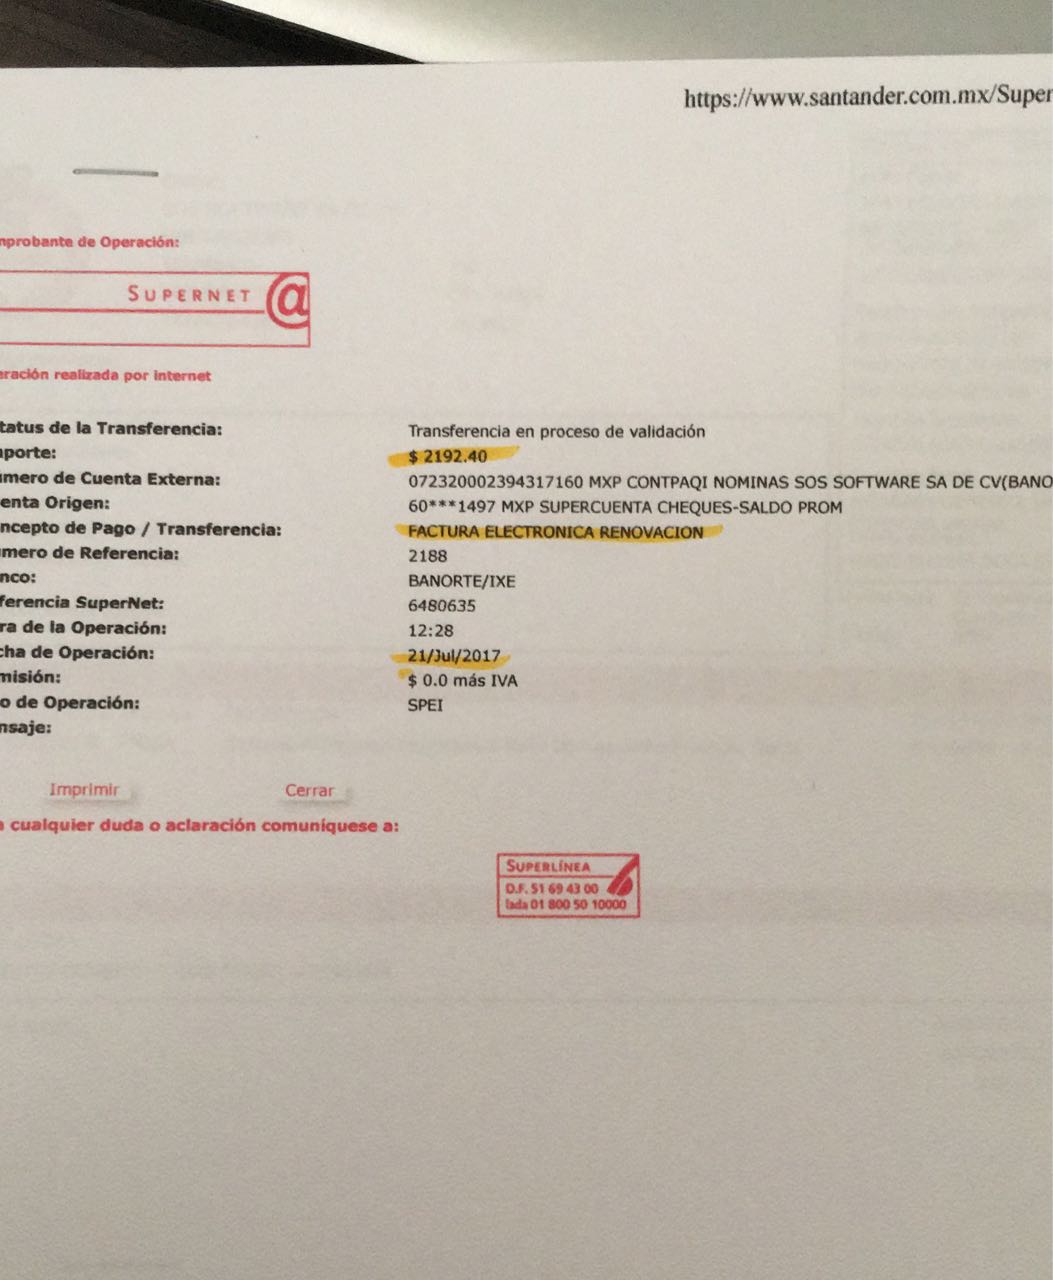 https://www.santander.com.mx/Super
mprobante de Operación:
SUPERNET @
eración realizada por internet
tatus de la Transferencia: Transferencia en proceso de validación
porte: $ 2192.40
úmero de Cuenta Externa: 072320002394317160 MXP CONTPAQI NOMINAS SOS SOFTWARE SA DE CV(BANO
enta Origen: 60***1497 MXP SUPERCUENTA CHEQUES-SALDO PROM
ncepto de Pago / Transferencia: FACTURA ELECTRONICA RENOVACION
úmero de Referencia: 2188
nco: BANORTE/IXE
ferencia SuperNet: 6480635
ra de la Operación: 12:28
cha de Operación: 21/Jul/2017
misión: $ 0.0 más IVA
o de Operación: SPEI
nsaje:
Imprimir Cerrar
a cualquier duda o aclaración comuníquese a:
SUPERLÍNEA
D.F. 51 69 43 00
lada 01 800 50 10000